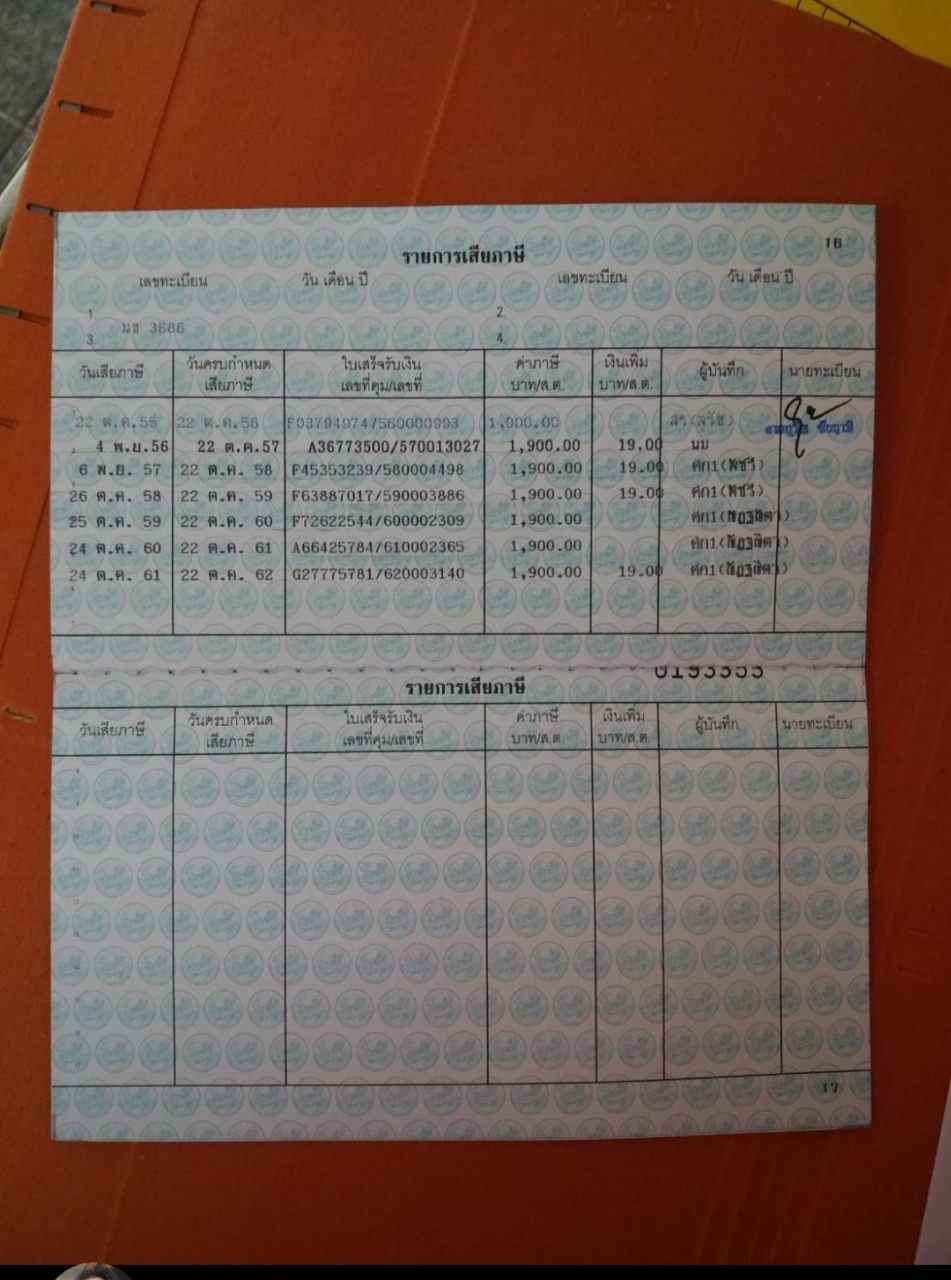 16
รายการเสียภาษี
เลขทะเบียน วัน เดือน ปี เลขทะเบียน วัน เดือน ปี
1. 2.
นข 3686
3. 4.
วันเสียภาษี วันครบกำหนดเสียภาษี ใบเสร็จรับเงิน เลขที่คุม/เลขที่ ค่าภาษี บาท/ส.ต. เงินเพิ่ม บาท/ส.ต. ผู้บันทึก นายทะเบียน
22 ต.ค.55 22 ต.ค.56 F03794974/560000993 1,900.00 สร(สวัช)
4 พ.ย.56 22 ต.ค.57 A36773500/570013027 1,900.00 19.00 นบ
6 พ.ย. 57 22 ต.ค. 58 F45353239/580004498 1,900.00 19.00 ศก1(พัชรี)
26 ต.ค. 58 22 ต.ค. 59 F63887017/590003886 1,900.00 19.00 ศก1(พัชรี)
25 ต.ค. 59 22 ต.ค. 60 F72622544/600002309 1,900.00 ศก1
24 ต.ค. 60 22 ต.ค. 61 A66425784/610002365 1,900.00 ศก1
24 ต.ค. 61 22 ต.ค. 62 G27775781/620003140 1,900.00 19.00 ศก1
0193355
รายการเสียภาษี
วันเสียภาษี วันครบกำหนดเสียภาษี ใบเสร็จรับเงิน เลขที่คุม/เลขที่ ค่าภาษี บาท/ส.ต. เงินเพิ่ม บาท/ส.ต. ผู้บันทึก นายทะเบียน
17